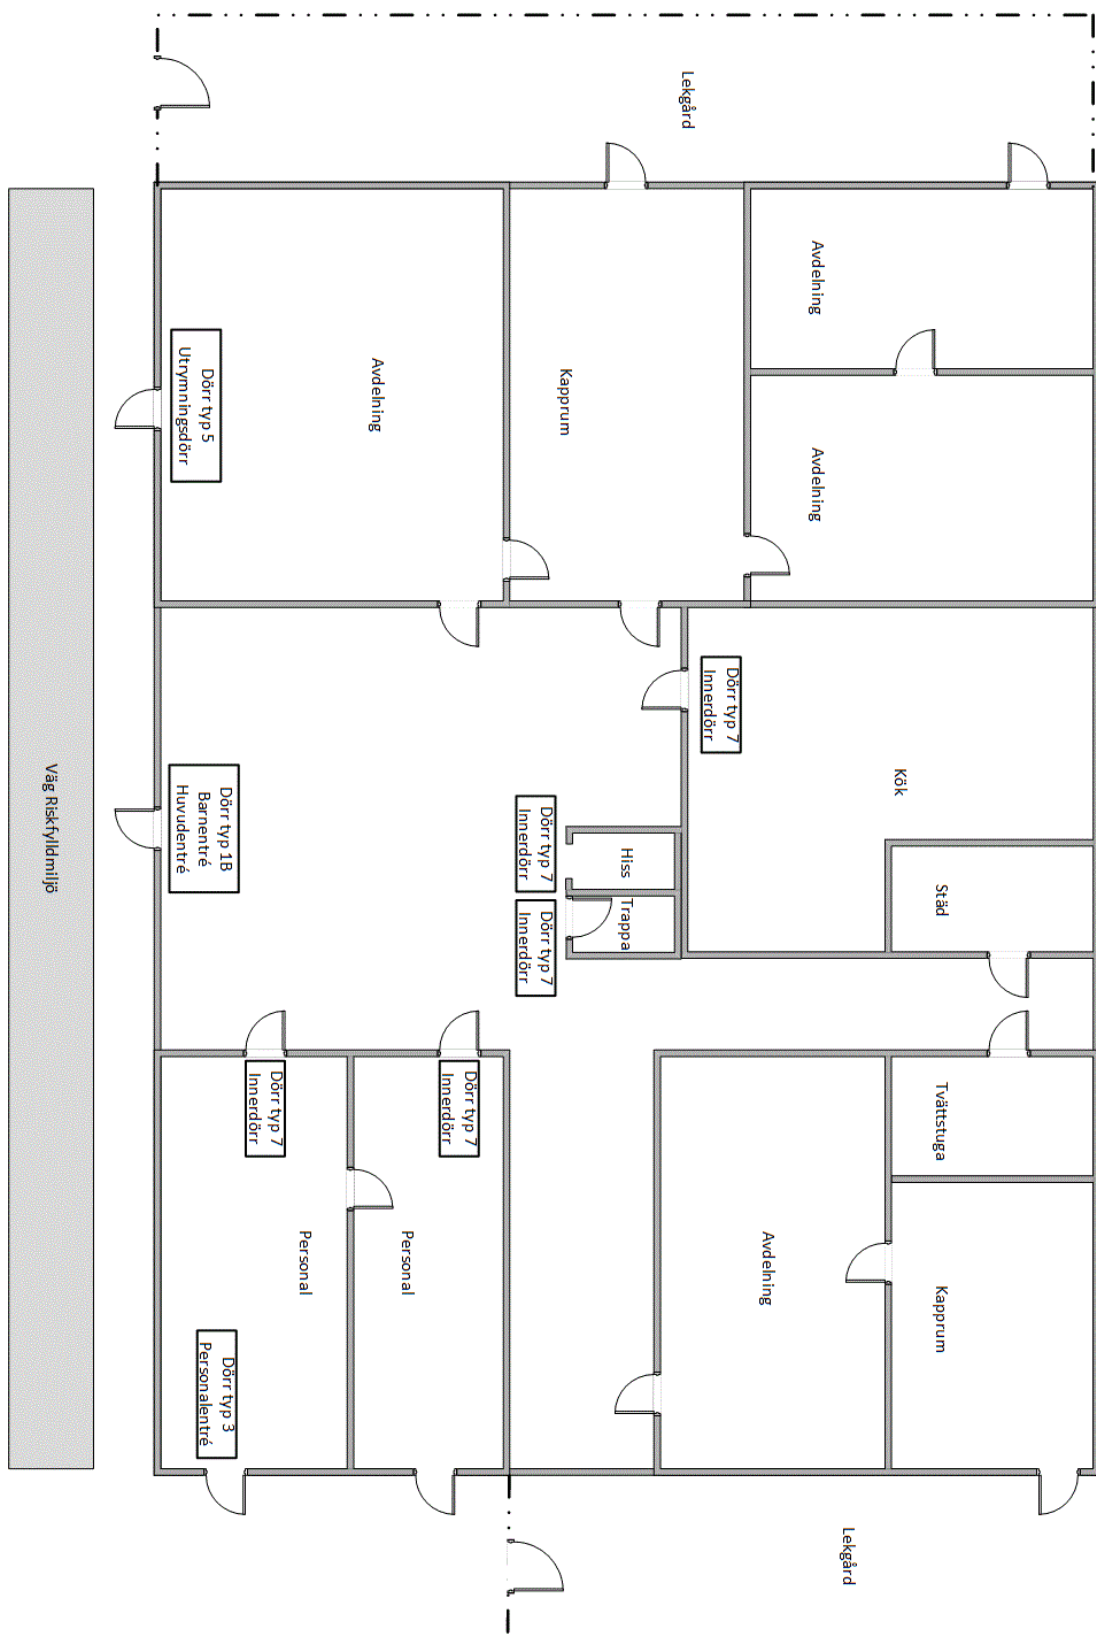 Lekgård
Avdelning
Avdelning
Kapprum
Avdelning
Dörr typ 5
Utrymningsdörr
Kök
Dörr typ 7
Innerdörr
Städ
Hiss
Trappa
Dörr typ 7
Innerdörr
Dörr typ 7
Innerdörr
Dörr typ 1B
Barnentré
Huvudentré
Väg Riskfylldmiljö
Tvättstuga
Kapprum
Avdelning
Dörr typ 7
Innerdörr
Personal
Dörr typ 7
Innerdörr
Personal
Dörr typ 3
Personalentré
Lekgård